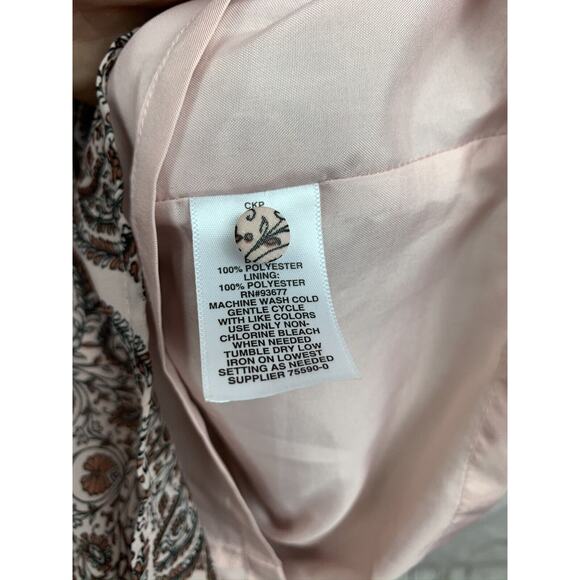 CKP
100% POLYESTER
LINING:
100% POLYESTER
RN#93677
MACHINE WASH COLD
GENTLE CYCLE
WITH LIKE COLORS
USE ONLY NON-
CHLORINE BLEACH
WHEN NEEDED
TUMBLE DRY LOW
IRON ON LOWEST
SETTING AS NEEDED
SUPPLIER 75590-0